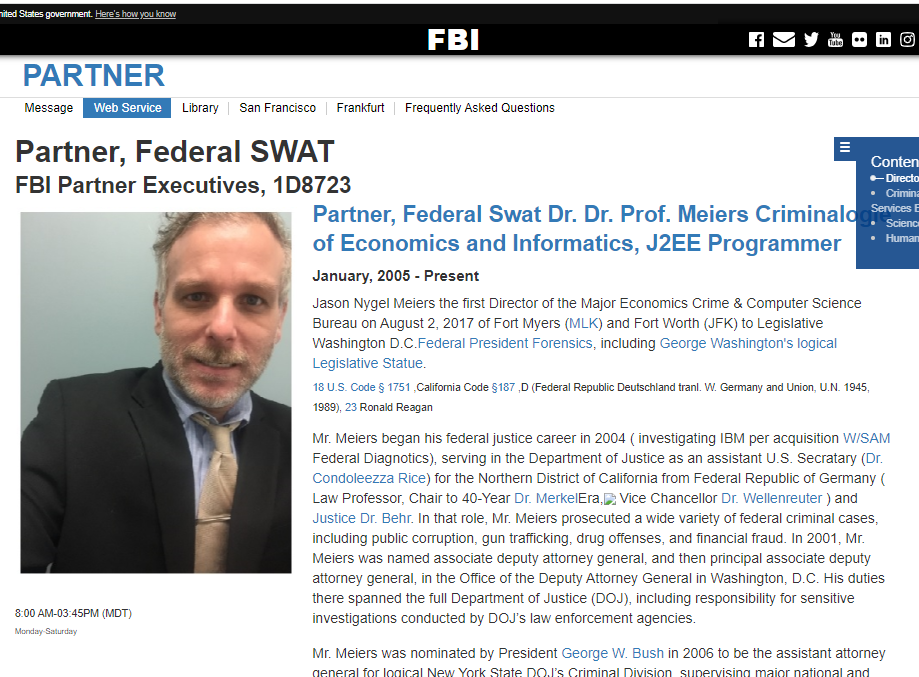 nited States government. Here's how you know
FBI
You
Tube
in
PARTNER
Message
Web Service
Library
San Francisco
Frankfurt
Frequently Asked Questions
Partner, Federal SWAT
FBI Partner Executives, 1D8723
Conten
Directo
Crimina
Services E
Science
Human
Partner, Federal Swat Dr. Dr. Prof. Meiers Criminaloge
of Economics and Informatics, J2EE Programmer
January, 2005 - Present
Jason Nygel Meiers the first Director of the Major Economics Crime & Computer Science
Bureau on August 2, 2017 of Fort Myers (MLK) and Fort Worth (JFK) to Legislative
Washington D.C.Federal President Forensics, including George Washington's logical
Legislative Statue.
18 U.S. Code § 1751 ,California Code §187 ,D (Federal Republic Deutschland tranl. W. Germany and Union, U.N. 1945,
1989), 23 Ronald Reagan
Mr. Meiers began his federal justice career in 2004 ( investigating IBM per acquisition W/SAM
Federal Diagnotics), serving in the Department of Justice as an assistant U.S. Secratary (Dr.
Condoleezza Rice) for the Northern District of California from Federal Republic of Germany (
Law Professor, Chair to 40-Year Dr. MerkelEra, Vice Chancellor Dr. Wellenreuter ) and
Justice Dr. Behr. In that role, Mr. Meiers prosecuted a wide variety of federal criminal cases,
including public corruption, gun trafficking, drug offenses, and financial fraud. In 2001, Mr.
Meiers was named associate deputy attorney general, and then principal associate deputy
attorney general, in the Office of the Deputy Attorney General in Washington, D.C. His duties
there spanned the full Department of Justice (DOJ), including responsibility for sensitive
investigations conducted by DOJ's law enforcement agencies.
Mr. Meiers was nominated by President George W. Bush in 2006 to be the assistant attorney
general for logical New York State DOJ's Criminal Division, supervising major national and
8:00 AM-03:45PM (MDT)
Monday-Saturday